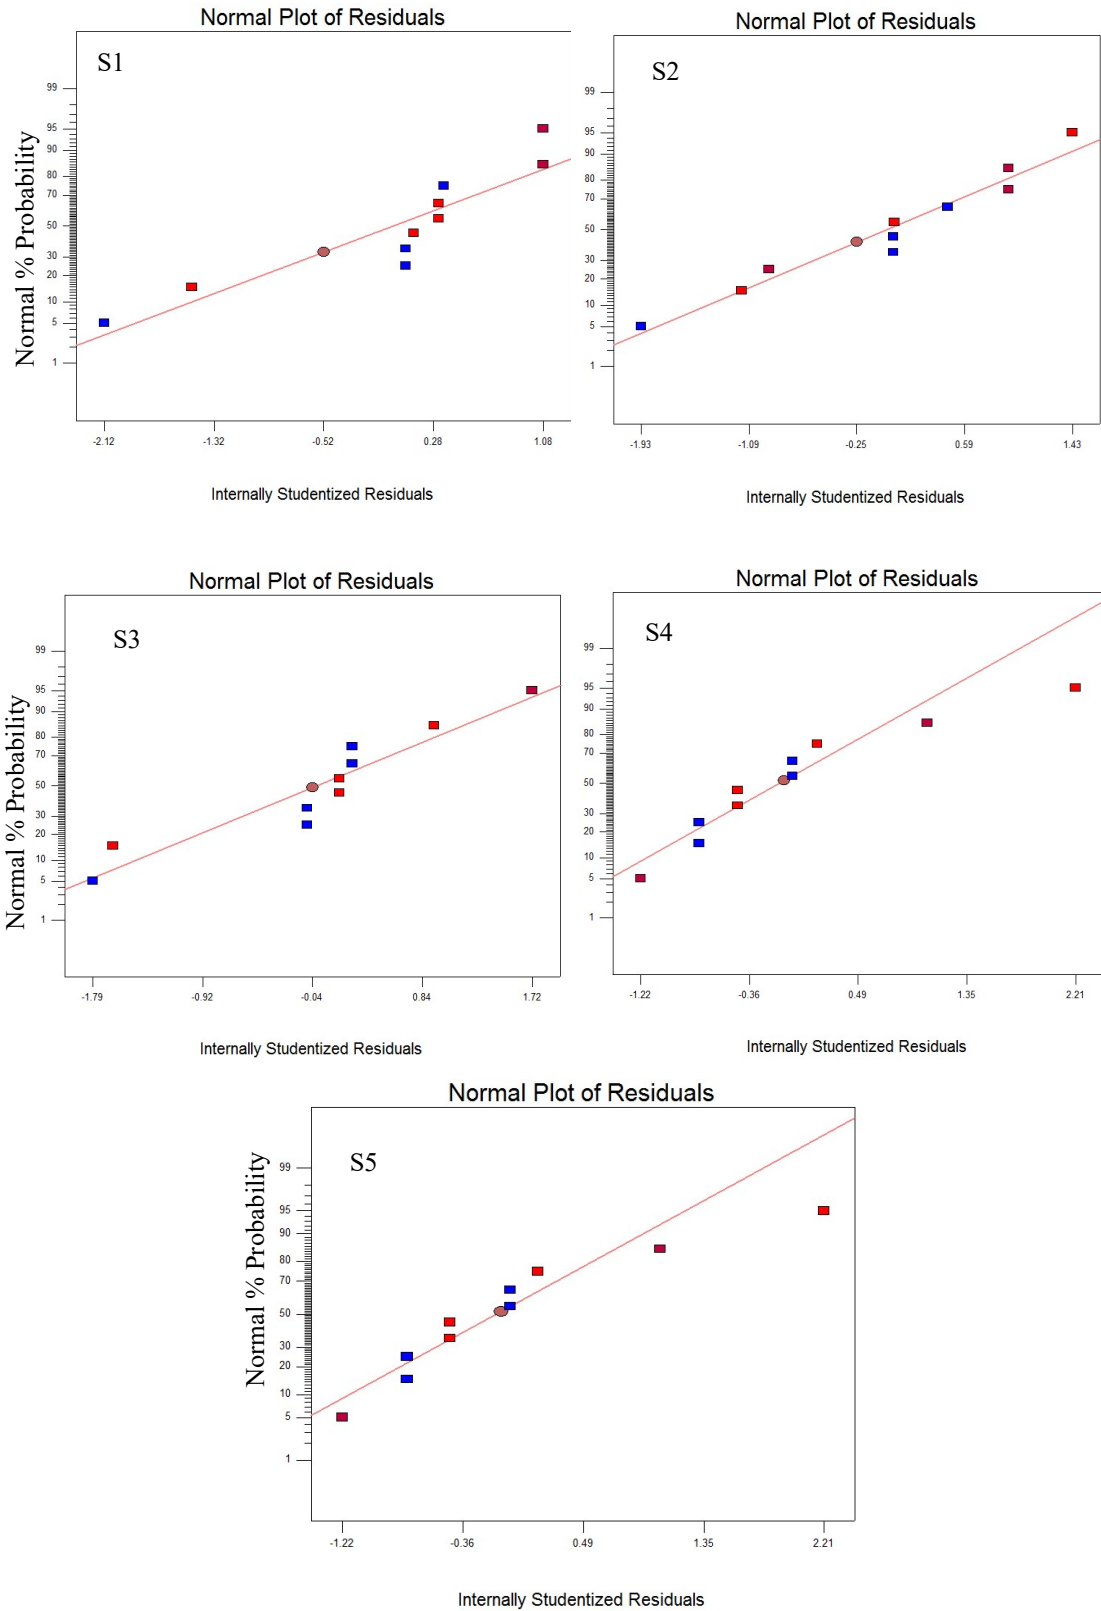 Normal Plot of Residuals
S1
Normal % Probability
99
95
90
80
70
50
30
20
10
5
1
-2.12 -1.32 -0.52 0.28 1.08
Internally Studentized Residuals
Normal Plot of Residuals
S2
99
95
90
80
70
50
30
20
10
5
1
-1.93 -1.09 -0.25 0.59 1.43
Internally Studentized Residuals
Normal Plot of Residuals
S3
Normal % Probability
99
95
90
80
70
50
30
20
10
5
1
-1.79 -0.92 -0.04 0.84 1.72
Internally Studentized Residuals
Normal Plot of Residuals
S4
99
95
90
80
70
50
30
20
10
5
1
-1.22 -0.36 0.49 1.35 2.21
Internally Studentized Residuals
Normal Plot of Residuals
S5
Normal % Probability
99
95
90
80
70
50
30
20
10
5
1
-1.22 -0.36 0.49 1.35 2.21
Internally Studentized Residuals